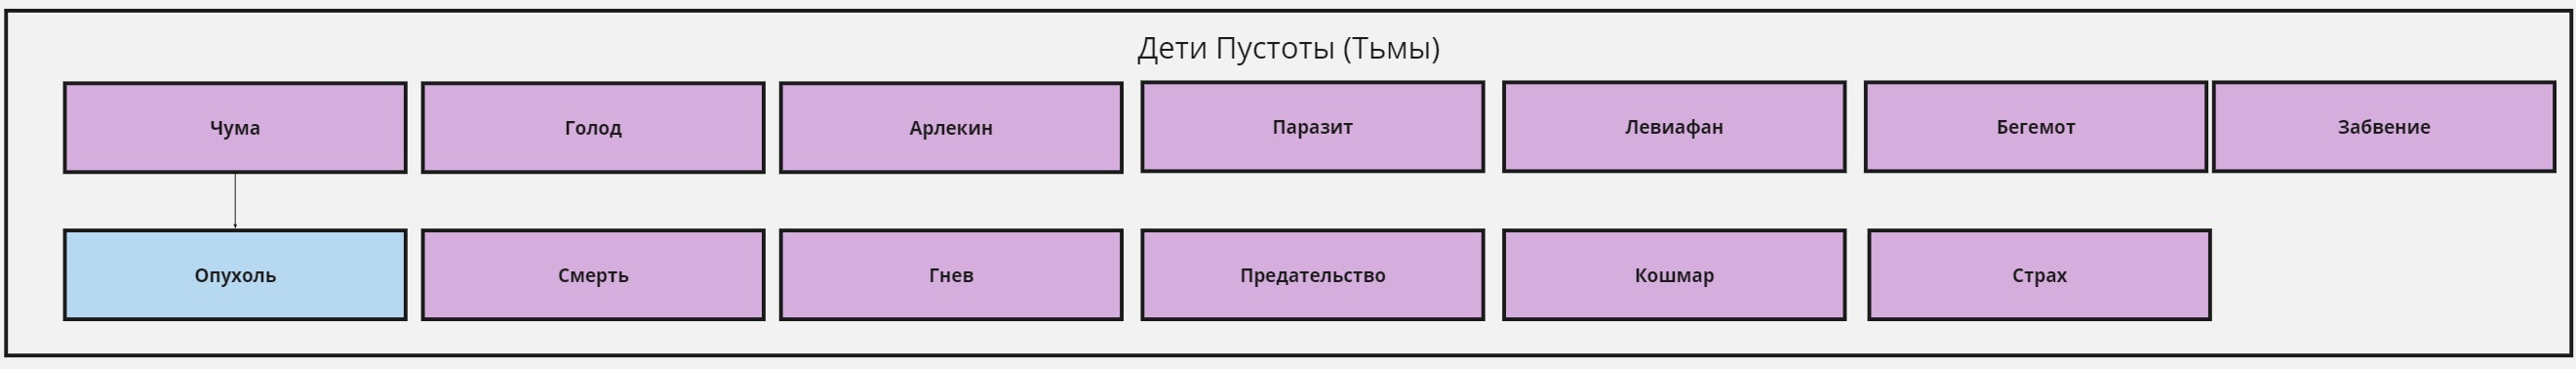 Дети Пустоты (Тьмы)
Чума
Голод
Арлекин
Паразит
Левиафан
Бегемот
Забвение
Опухоль
Смерть
Гнев
Предательство
Кошмар
Страх